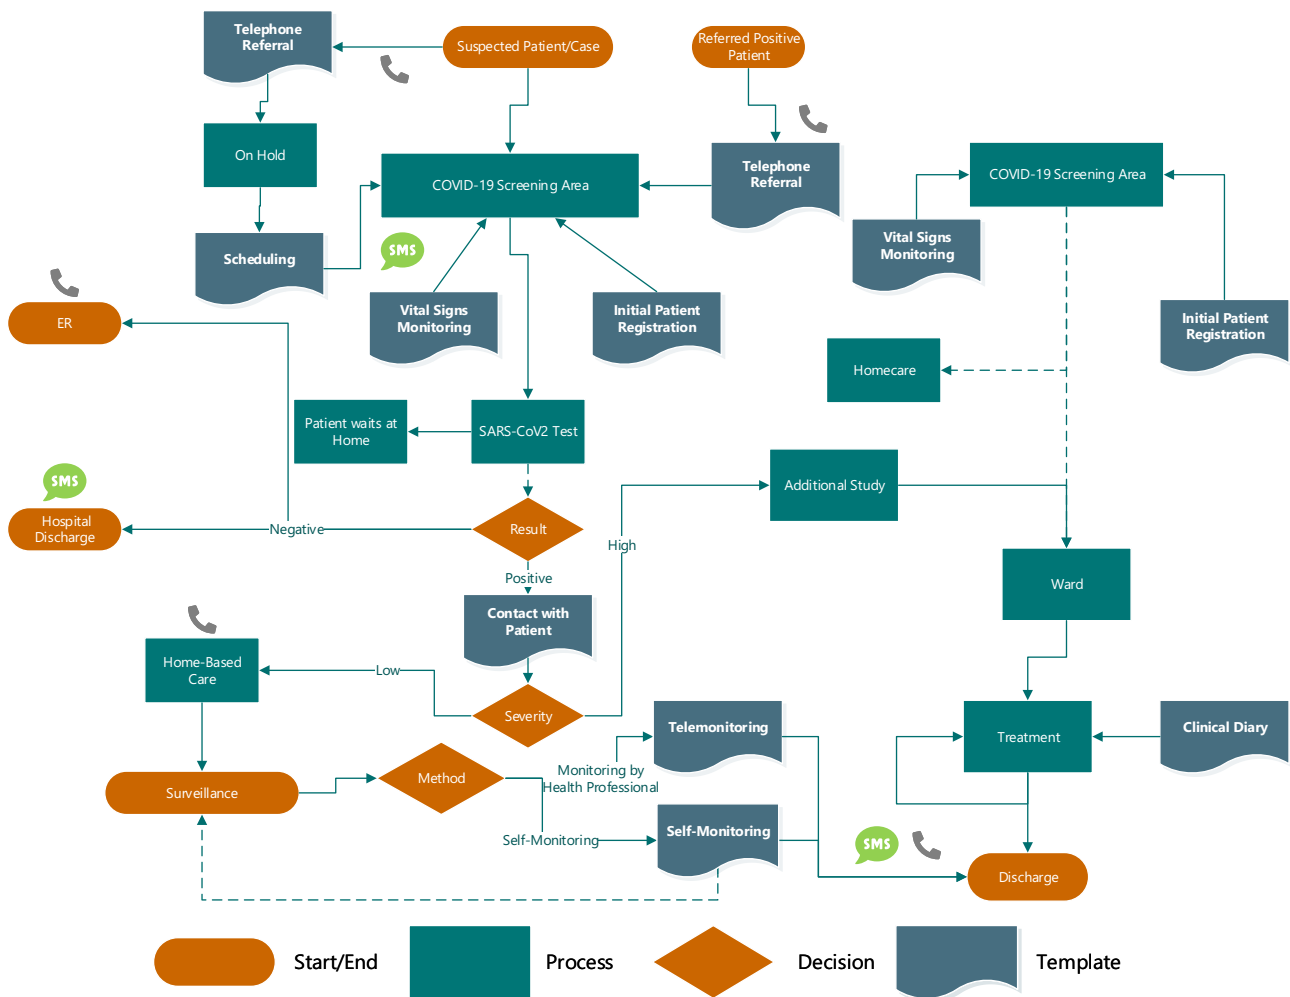 Telephone
Referral
Suspected Patient/Case
Referred Positive
Patient
On Hold
COVID-19 Screening Area
Telephone
Referral
COVID-19 Screening Area
Scheduling
SMS
Vital Signs
Monitoring
Vital Signs
Monitoring
Initial Patient
Registration
Initial Patient
Registration
ER
Homecare
Patient waits at
Home
SARS-CoV2 Test
SMS
Additional Study
Hospital
Discharge
Negative
Result
High
Positive
Ward
Contact with
Patient
Home-Based
Care
Low
Severity
Telemonitoring
Treatment
Clinical Diary
Surveillance
Method
Monitoring by
Health Professional
Self-Monitoring
Self-Monitoring
SMS
Discharge
Start/End
Process
Decision
Template